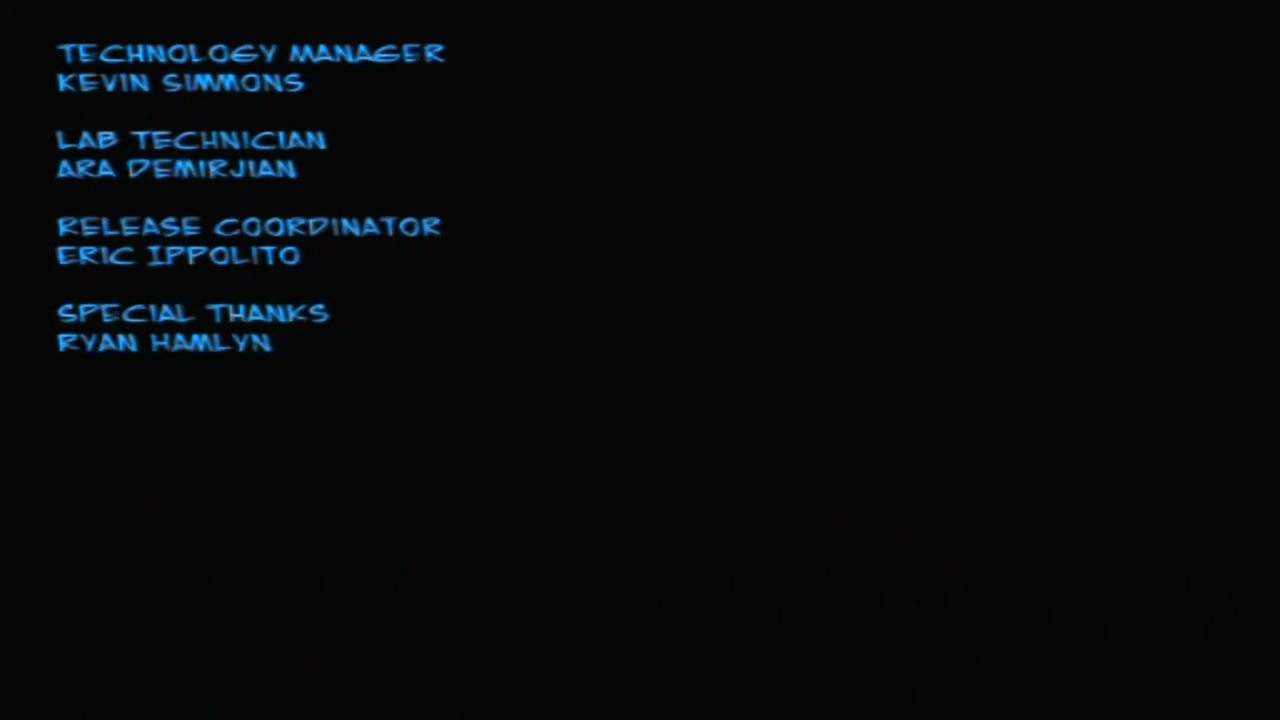 TECHNOLOGY MANAGER
KEVIN SIMMONS
LAB TECHNICIAN
ARA DEMIRJIAN
RELEASE COORDINATOR
ERIC IPPOLITO
SPECIAL THANKS
RYAN HAMLYN